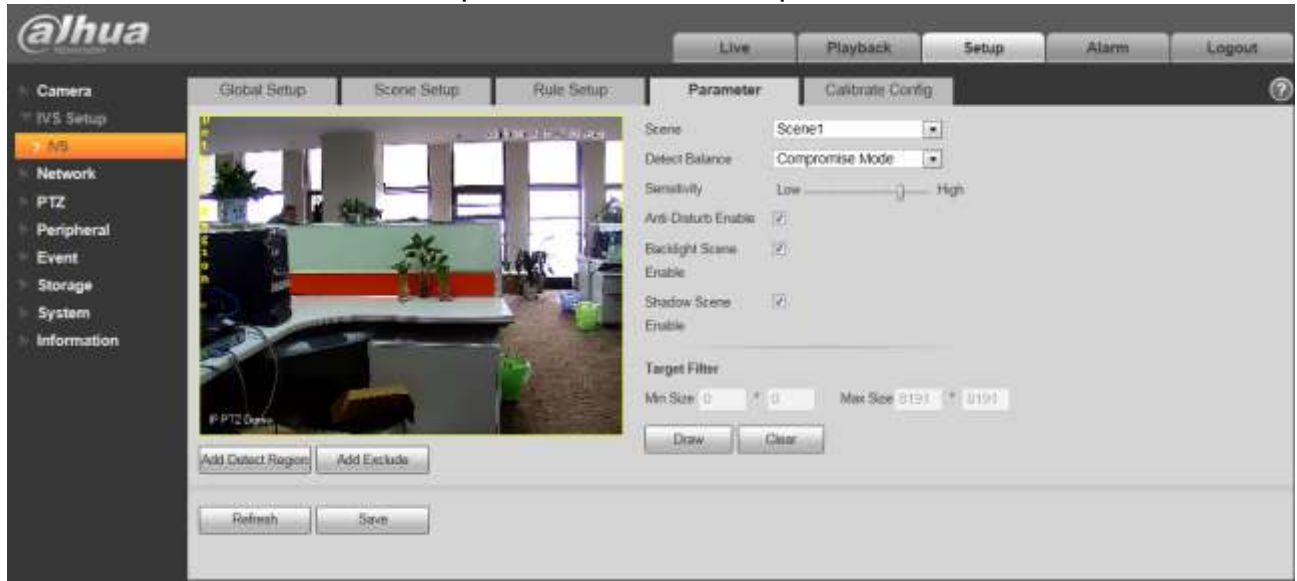 alhua
TECHNOLOGY
Live
Playback
Setup
Alarm
Logout
Camera
IVS Setup
IVS
Network
PTZ
Peripheral
Event
Storage
System
Information
Global Setup
Scene Setup
Rule Setup
Parameter
Calibrate Config
?
IP PTZ Dome
Add Detect Region
Add Exclude
Scene
Scene1
Detect Balance
Compromise Mode
Sensitivity
Low
High
Anti-Disturb Enable
Backlight Scene
Enable
Shadow Scene
Enable
Target Filter
Min Size 0 * 0
Max Size 8191 * 8191
Draw
Clear
Refresh
Save